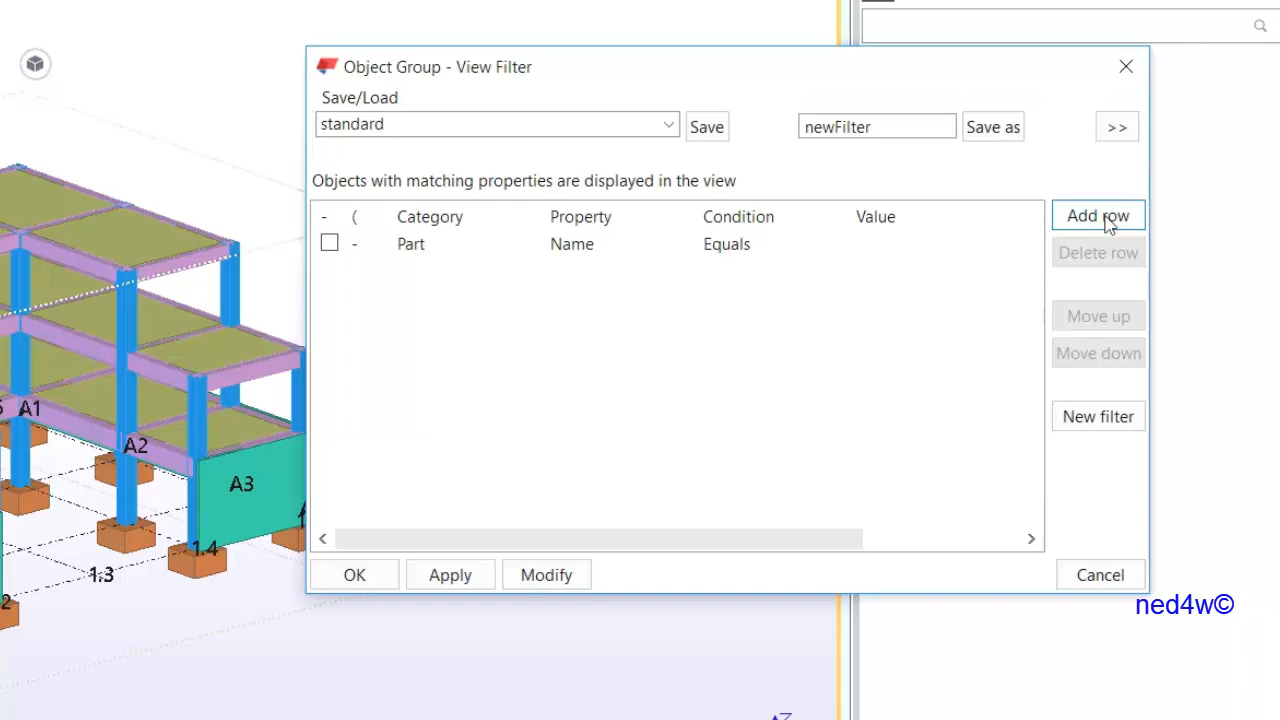 Object Group - View Filter
Save/Load
standard
Save
newFilter
Save as
>>
Objects with matching properties are displayed in the view
- ( Category Property Condition Value
- Part Name Equals
Add row
Delete row
Move up
Move down
New filter
OK
Apply
Modify
Cancel
A1
A2
A3
1.4
1.3
2
Z
ned4w©